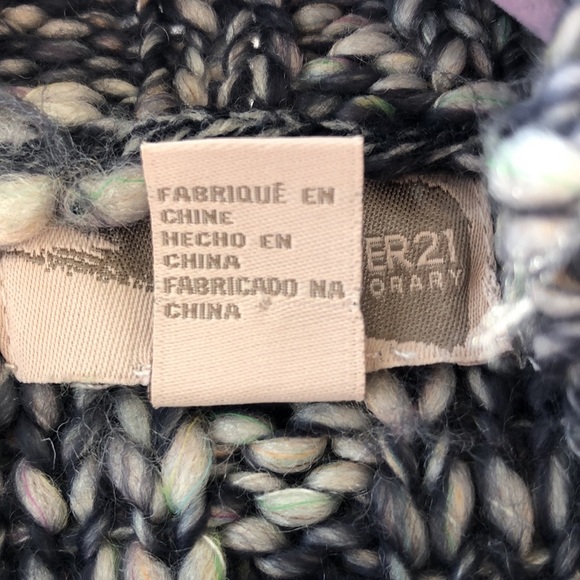 FABRIQUÉ EN
CHINE
HECHO EN
CHINA
FABRICADO NA
CHINA
ER21
ORARY